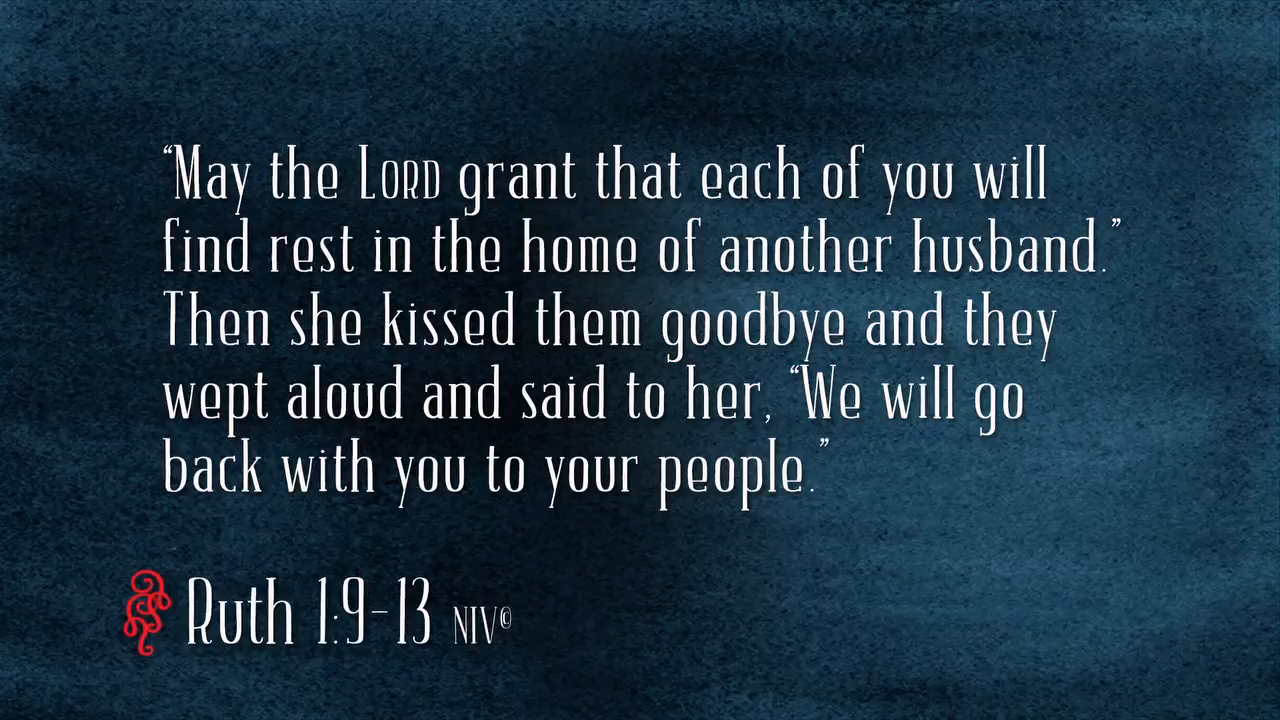 “May the LORD grant that each of you will
find rest in the home of another husband.”
Then she kissed them goodbye and they
wept aloud and said to her, “We will go
back with you to your people.”
Ruth 1:9-13 NIV©